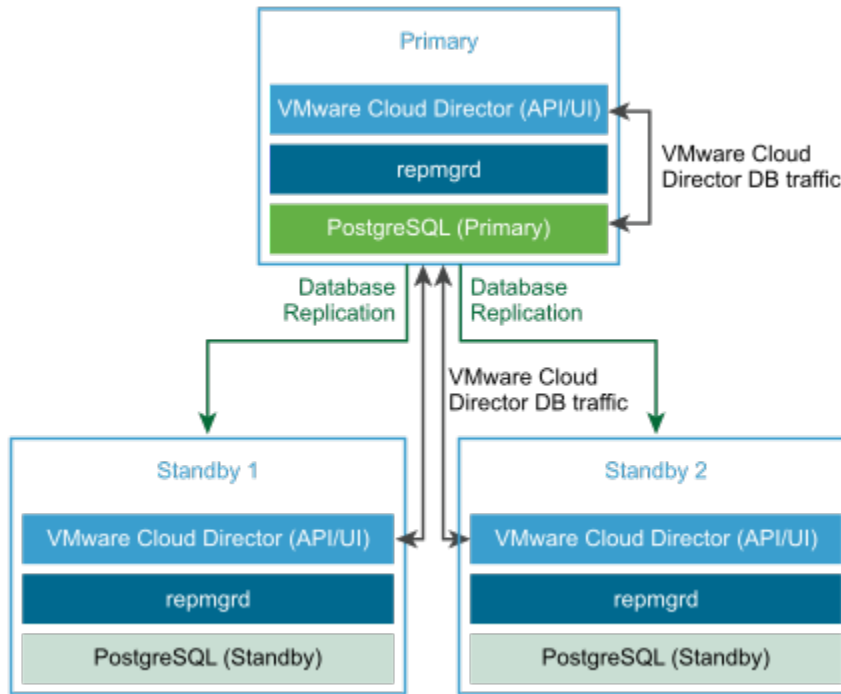 Primary
VMware Cloud Director (API/UI)
repmgrd
PostgreSQL (Primary)
VMware Cloud
Director DB traffic
Database
Replication
Database
Replication
VMware Cloud
Director DB traffic
Standby 1
VMware Cloud Director (API/UI)
repmgrd
PostgreSQL (Standby)
Standby 2
VMware Cloud Director (API/UI)
repmgrd
PostgreSQL (Standby)